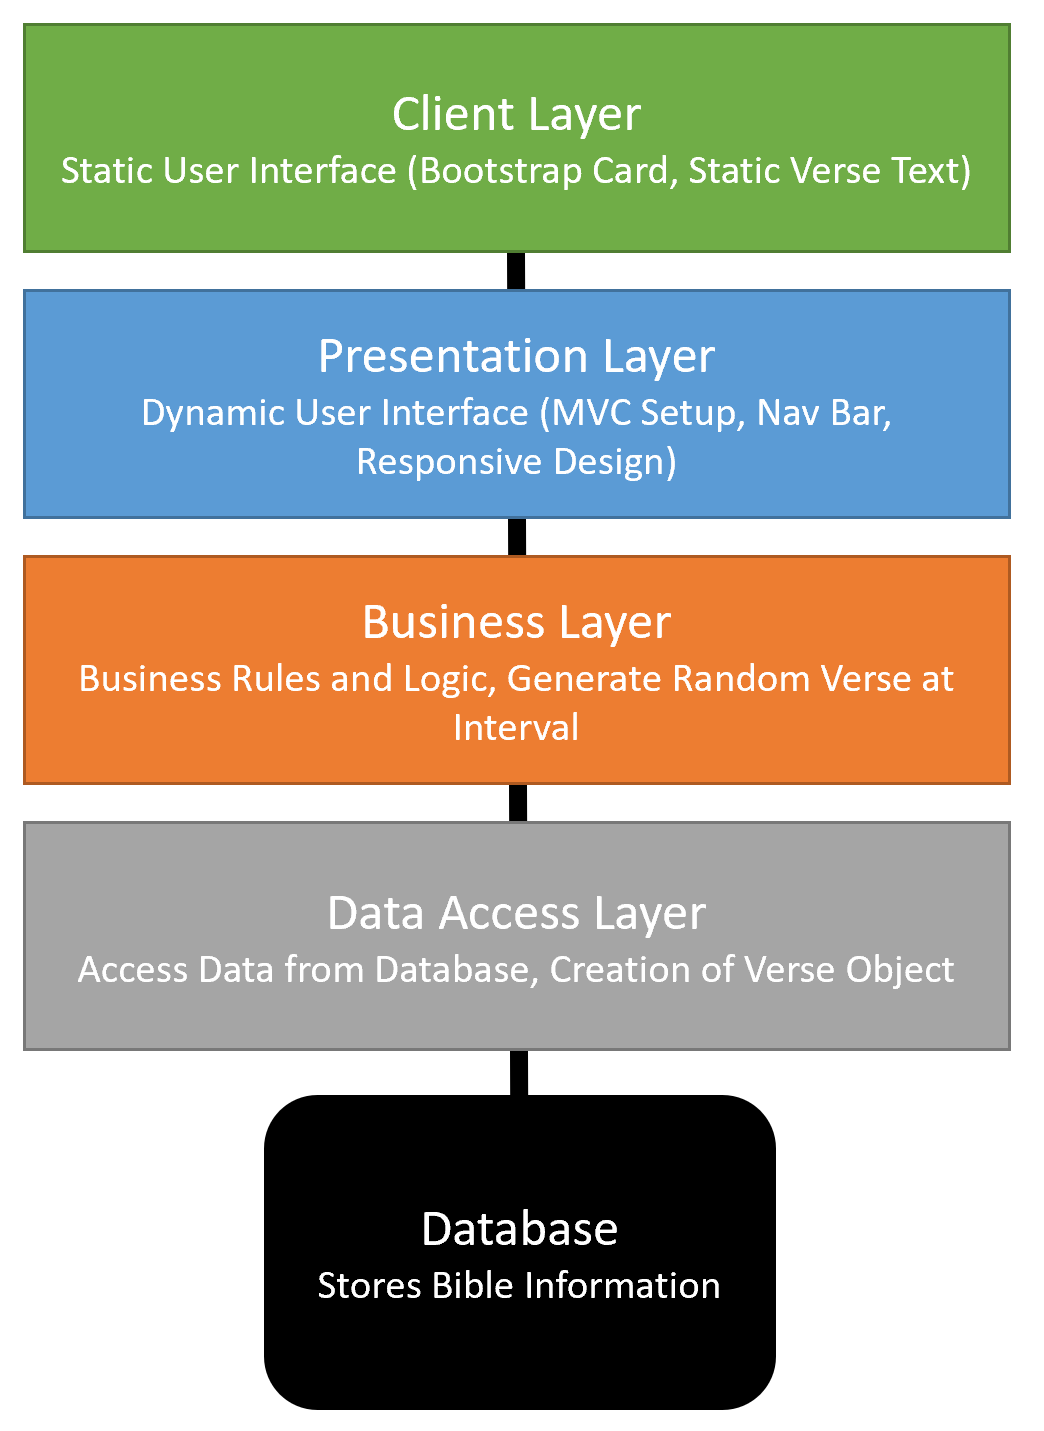 Client Layer
Static User Interface (Bootstrap Card, Static Verse Text)
Presentation Layer
Dynamic User Interface (MVC Setup, Nav Bar,
Responsive Design)
Business Layer
Business Rules and Logic, Generate Random Verse at
Interval
Data Access Layer
Access Data from Database, Creation of Verse Object
Database
Stores Bible Information